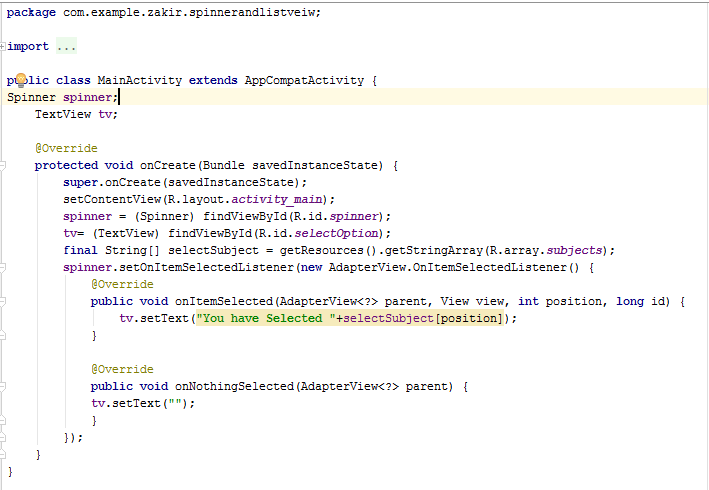 package com.example.zakir.spinnerandlistveiw;
import ...
public class MainActivity extends AppCompatActivity {
Spinner spinner;
    TextView tv;
    @Override
    protected void onCreate(Bundle savedInstanceState) {
        super.onCreate(savedInstanceState);
        setContentView(R.layout.activity_main);
        spinner = (Spinner) findViewById(R.id.spinner);
        tv= (TextView) findViewById(R.id.selectOption);
        final String[] selectSubject = getResources().getStringArray(R.array.subjects);
        spinner.setOnItemSelectedListener(new AdapterView.OnItemSelectedListener() {
            @Override
            public void onItemSelected(AdapterView<?> parent, View view, int position, long id) {
                tv.setText("You have Selected "+selectSubject[position]);
            }
            @Override
            public void onNothingSelected(AdapterView<?> parent) {
            tv.setText("");
            }
        });
    }
}